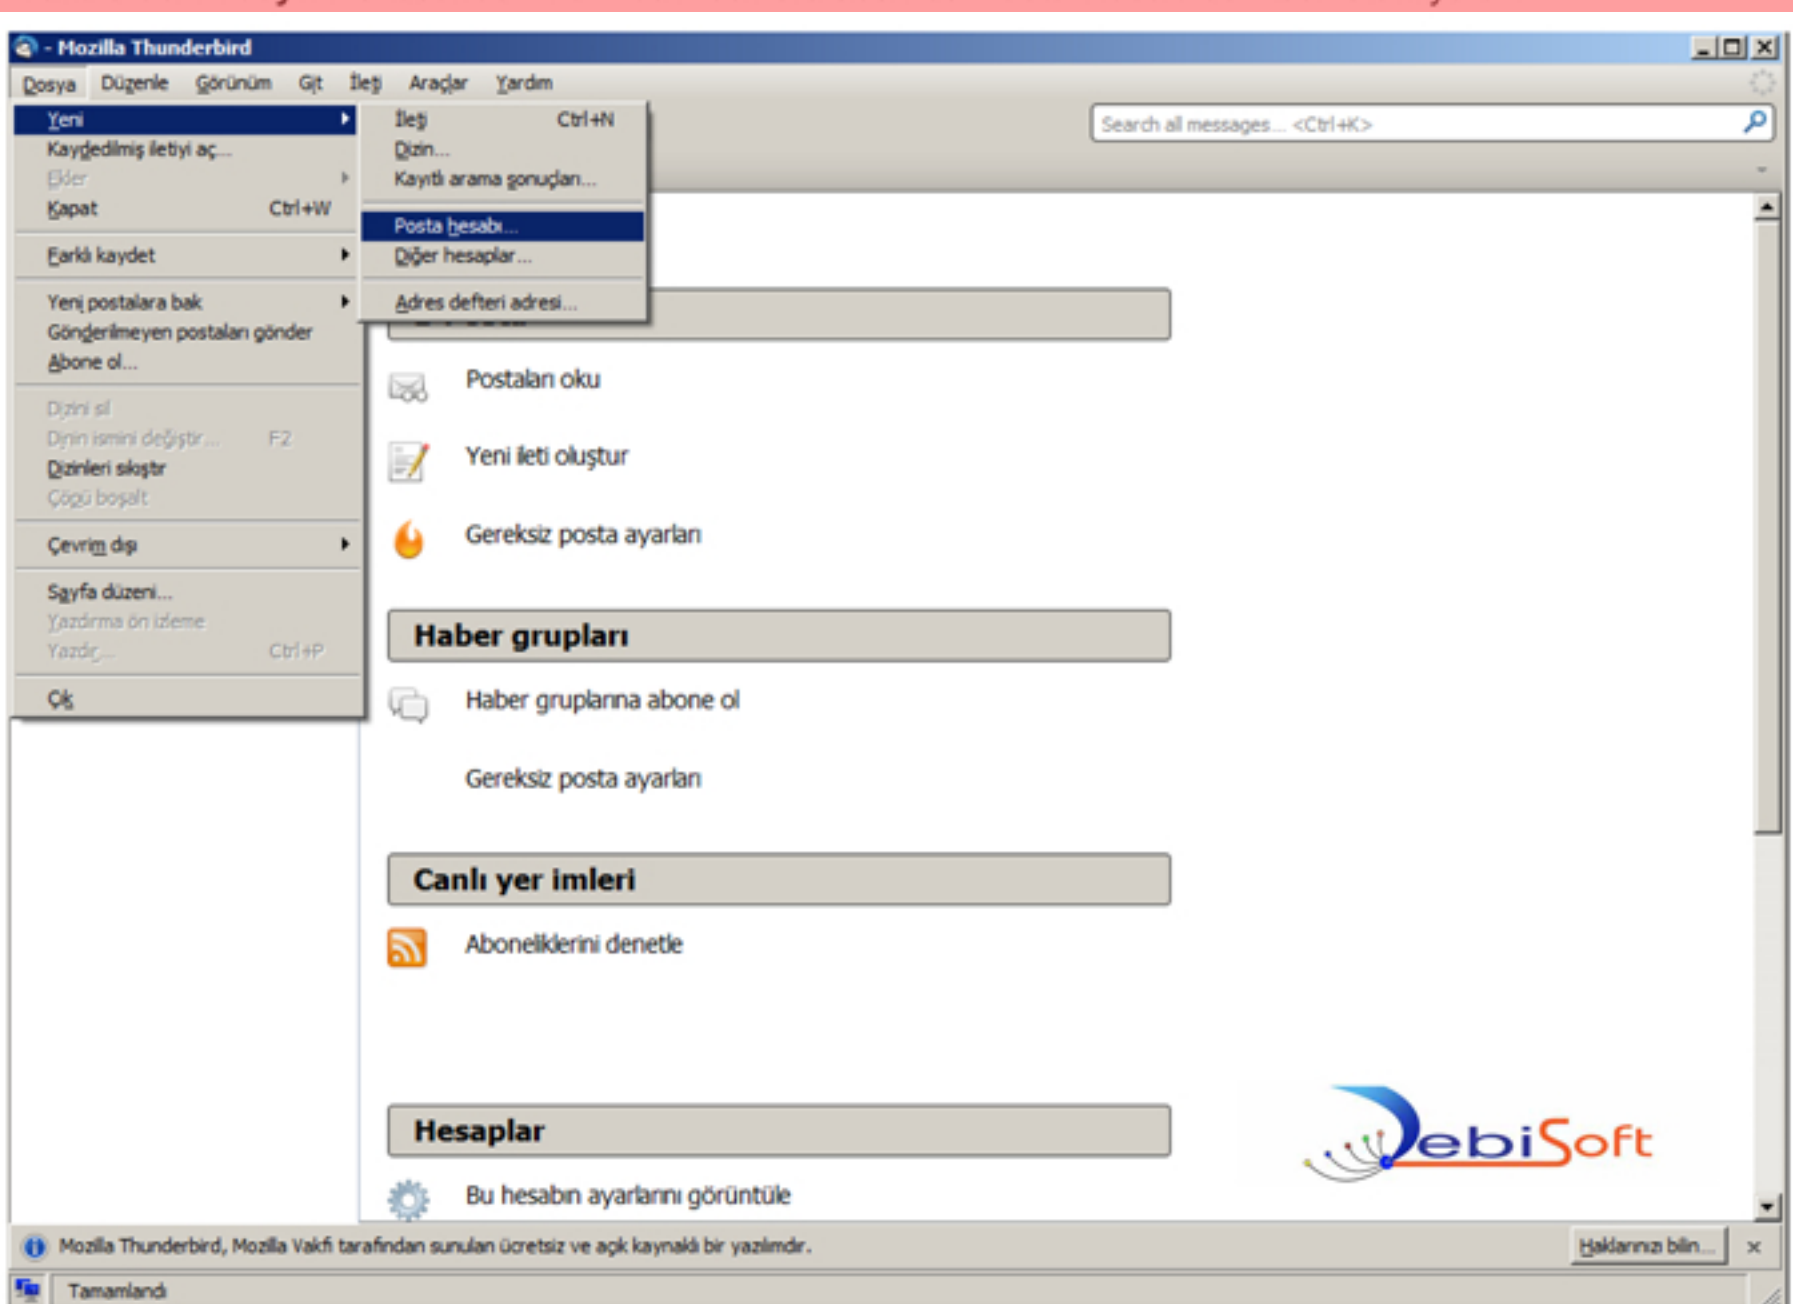 - Mozilla Thunderbird
Dosya Düzenle Görünüm Git İleti Araçlar Yardım
Yeni
Kaydedilmiş iletiyi aç...
Ekler
Kapat Ctrl+W
Farklı kaydet
Yeni postalara bak
Gönderilmeyen postaları gönder
Abone ol...
Dizini sil
Dinin ismini değiştir... F2
Dizinleri sıkıştır
Çöpü boşalt
Çevrim dışı
Sayfa düzeni...
Yazdırma ön izleme
Yazdır... Ctrl+P
Çık
İleti Ctrl+N
Dizin...
Kayıtlı arama sonuçları...
Posta hesabı...
Diğer hesaplar...
Adres defteri adresi...
Search all messages... <Ctrl+K>
Postaları oku
Yeni ileti oluştur
Gereksiz posta ayarları
Haber grupları
Haber gruplarına abone ol
Gereksiz posta ayarları
Canlı yer imleri
Aboneliklerini denetle
Hesaplar
Bu hesabın ayarlarını görüntüle
DebiSoft
Mozilla Thunderbird, Mozilla Vakfı tarafından sunulan ücretsiz ve açık kaynaklı bir yazılımdır.
Haklarınızı bilin...
Tamamlandı